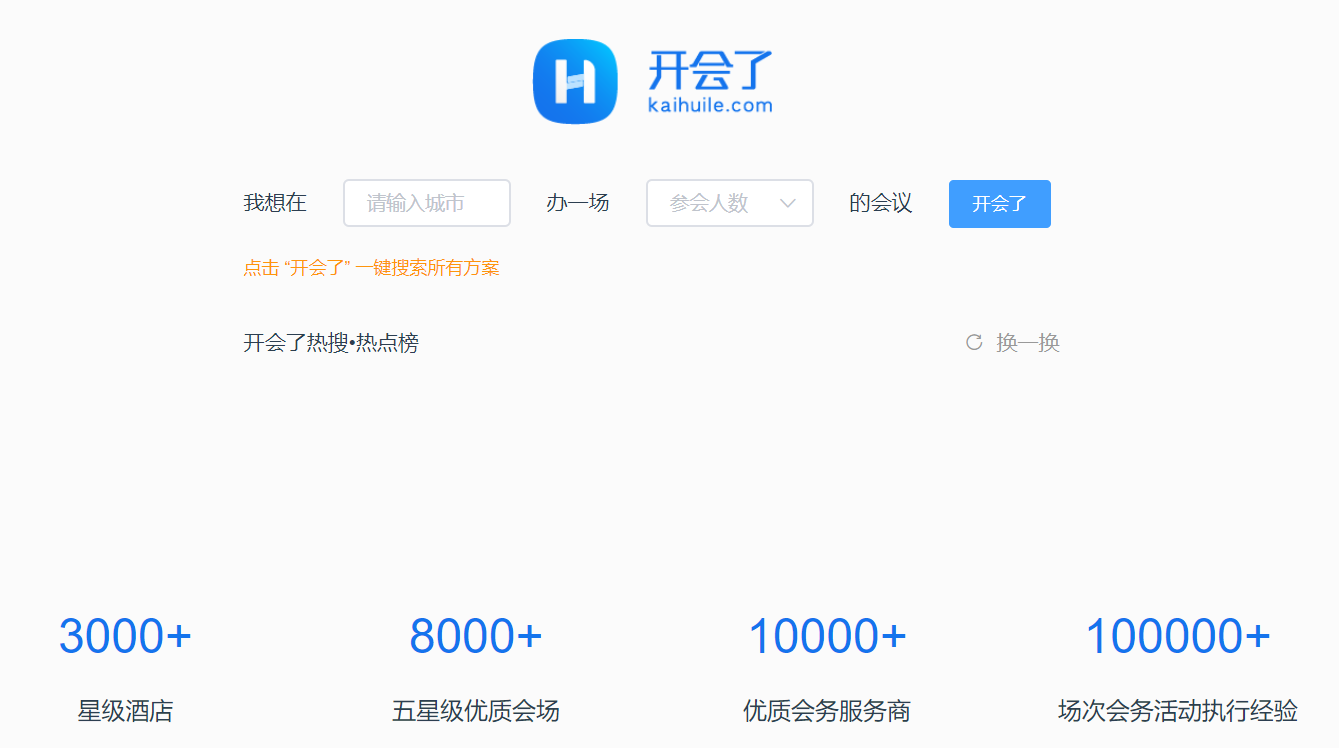 开会了
kaihuile.com
我想在 请输入城市 办一场 参会人数 的会议 开会了
点击 “开会了” 一键搜索所有方案
开会了热搜•热点榜 换一换
3000+ 8000+ 10000+ 100000+
星级酒店 五星级优质会场 优质会务服务商 场次会务活动执行经验